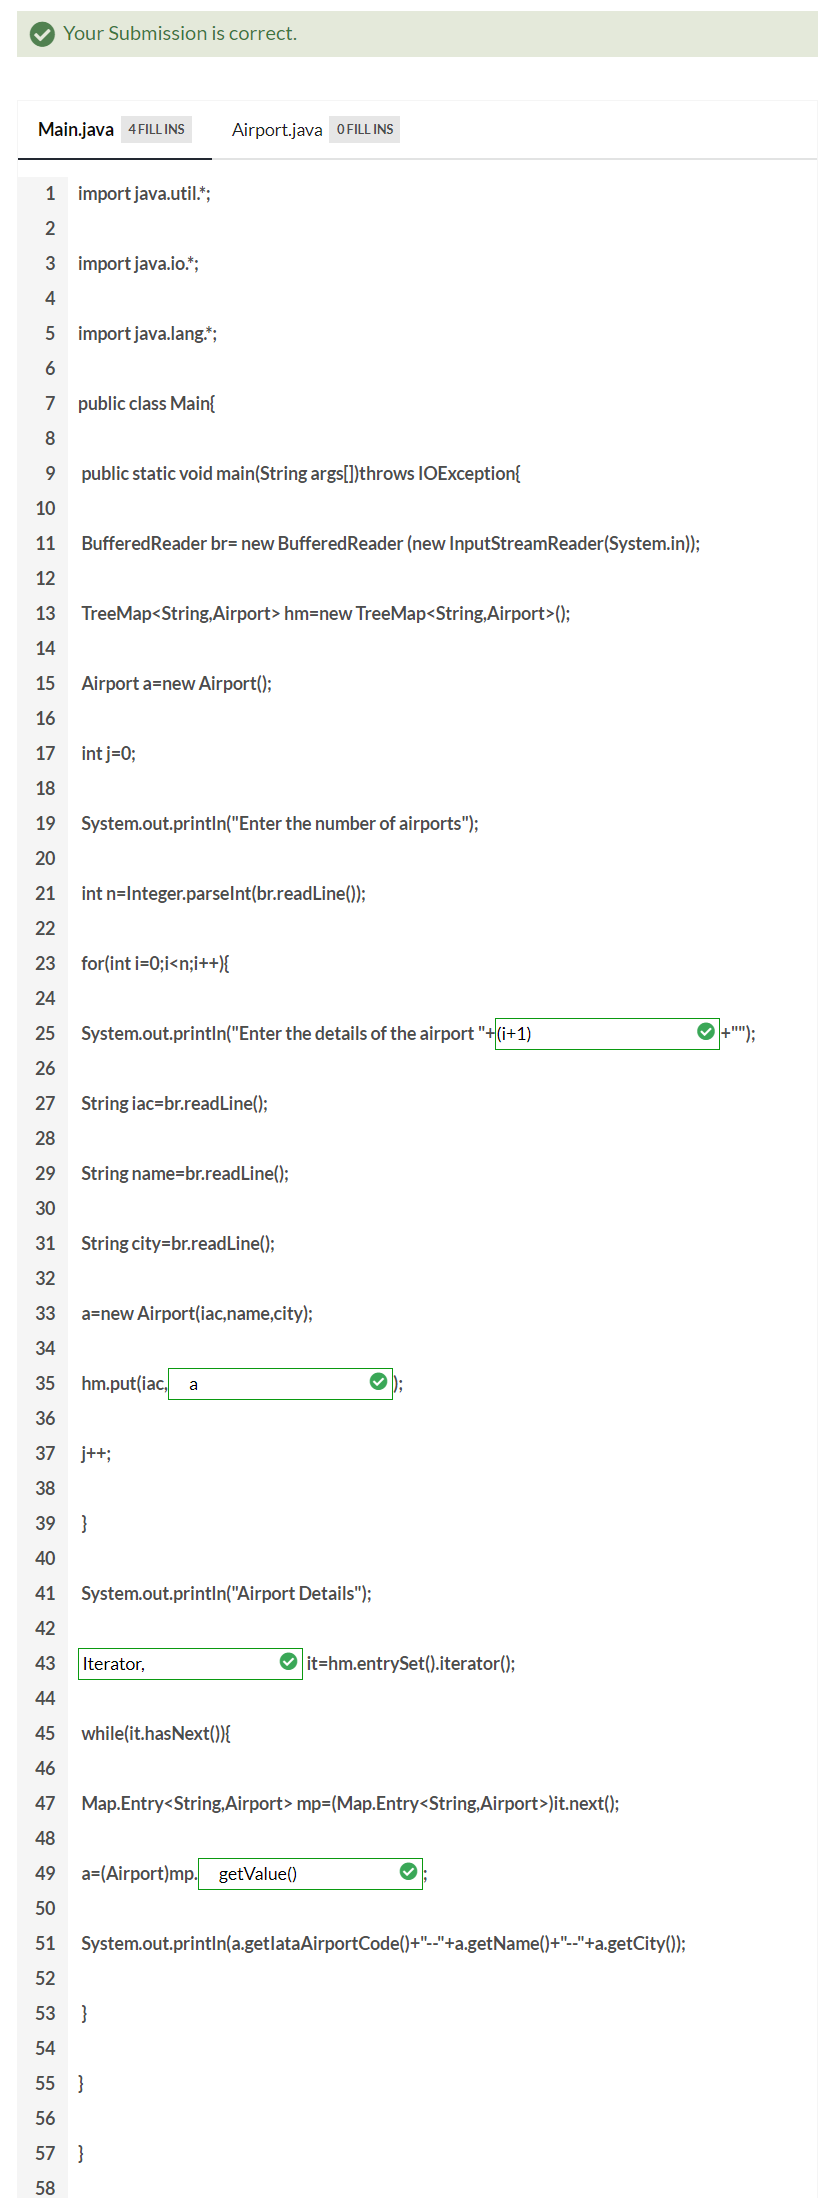 Your Submission is correct.
Main.java 4 FILL INS Airport.java 0 FILL INS
1 import java.util.*;
2
3 import java.io.*;
4
5 import java.lang.*;
6
7 public class Main{
8
9 public static void main(String args[])throws IOException{
10
11 BufferedReader br= new BufferedReader (new InputStreamReader(System.in));
12
13 TreeMap<String,Airport> hm=new TreeMap<String,Airport>();
14
15 Airport a=new Airport();
16
17 int j=0;
18
19 System.out.println("Enter the number of airports");
20
21 int n=Integer.parseInt(br.readLine());
22
23 for(int i=0;i<n;i++){
24
25 System.out.println("Enter the details of the airport "+(i+1) +"");
26
27 String iac=br.readLine();
28
29 String name=br.readLine();
30
31 String city=br.readLine();
32
33 a=new Airport(iac,name,city);
34
35 hm.put(iac, a );
36
37 j++;
38
39 }
40
41 System.out.println("Airport Details");
42
43 Iterator, it=hm.entrySet().iterator();
44
45 while(it.hasNext()){
46
47 Map.Entry<String,Airport> mp=(Map.Entry<String,Airport>)it.next();
48
49 a=(Airport)mp. getValue() ;
50
51 System.out.println(a.getIataAirportCode()+"--"+a.getName()+"--"+a.getCity());
52
53 }
54
55 }
56
57 }
58